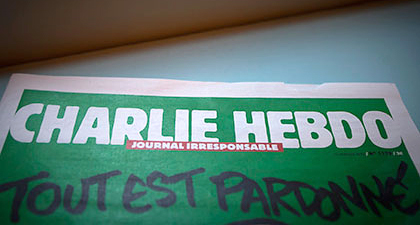 CHARLIE HEBDO
JOURNAL IRRESPONSABLE
TOUT EST PARDONNÉ